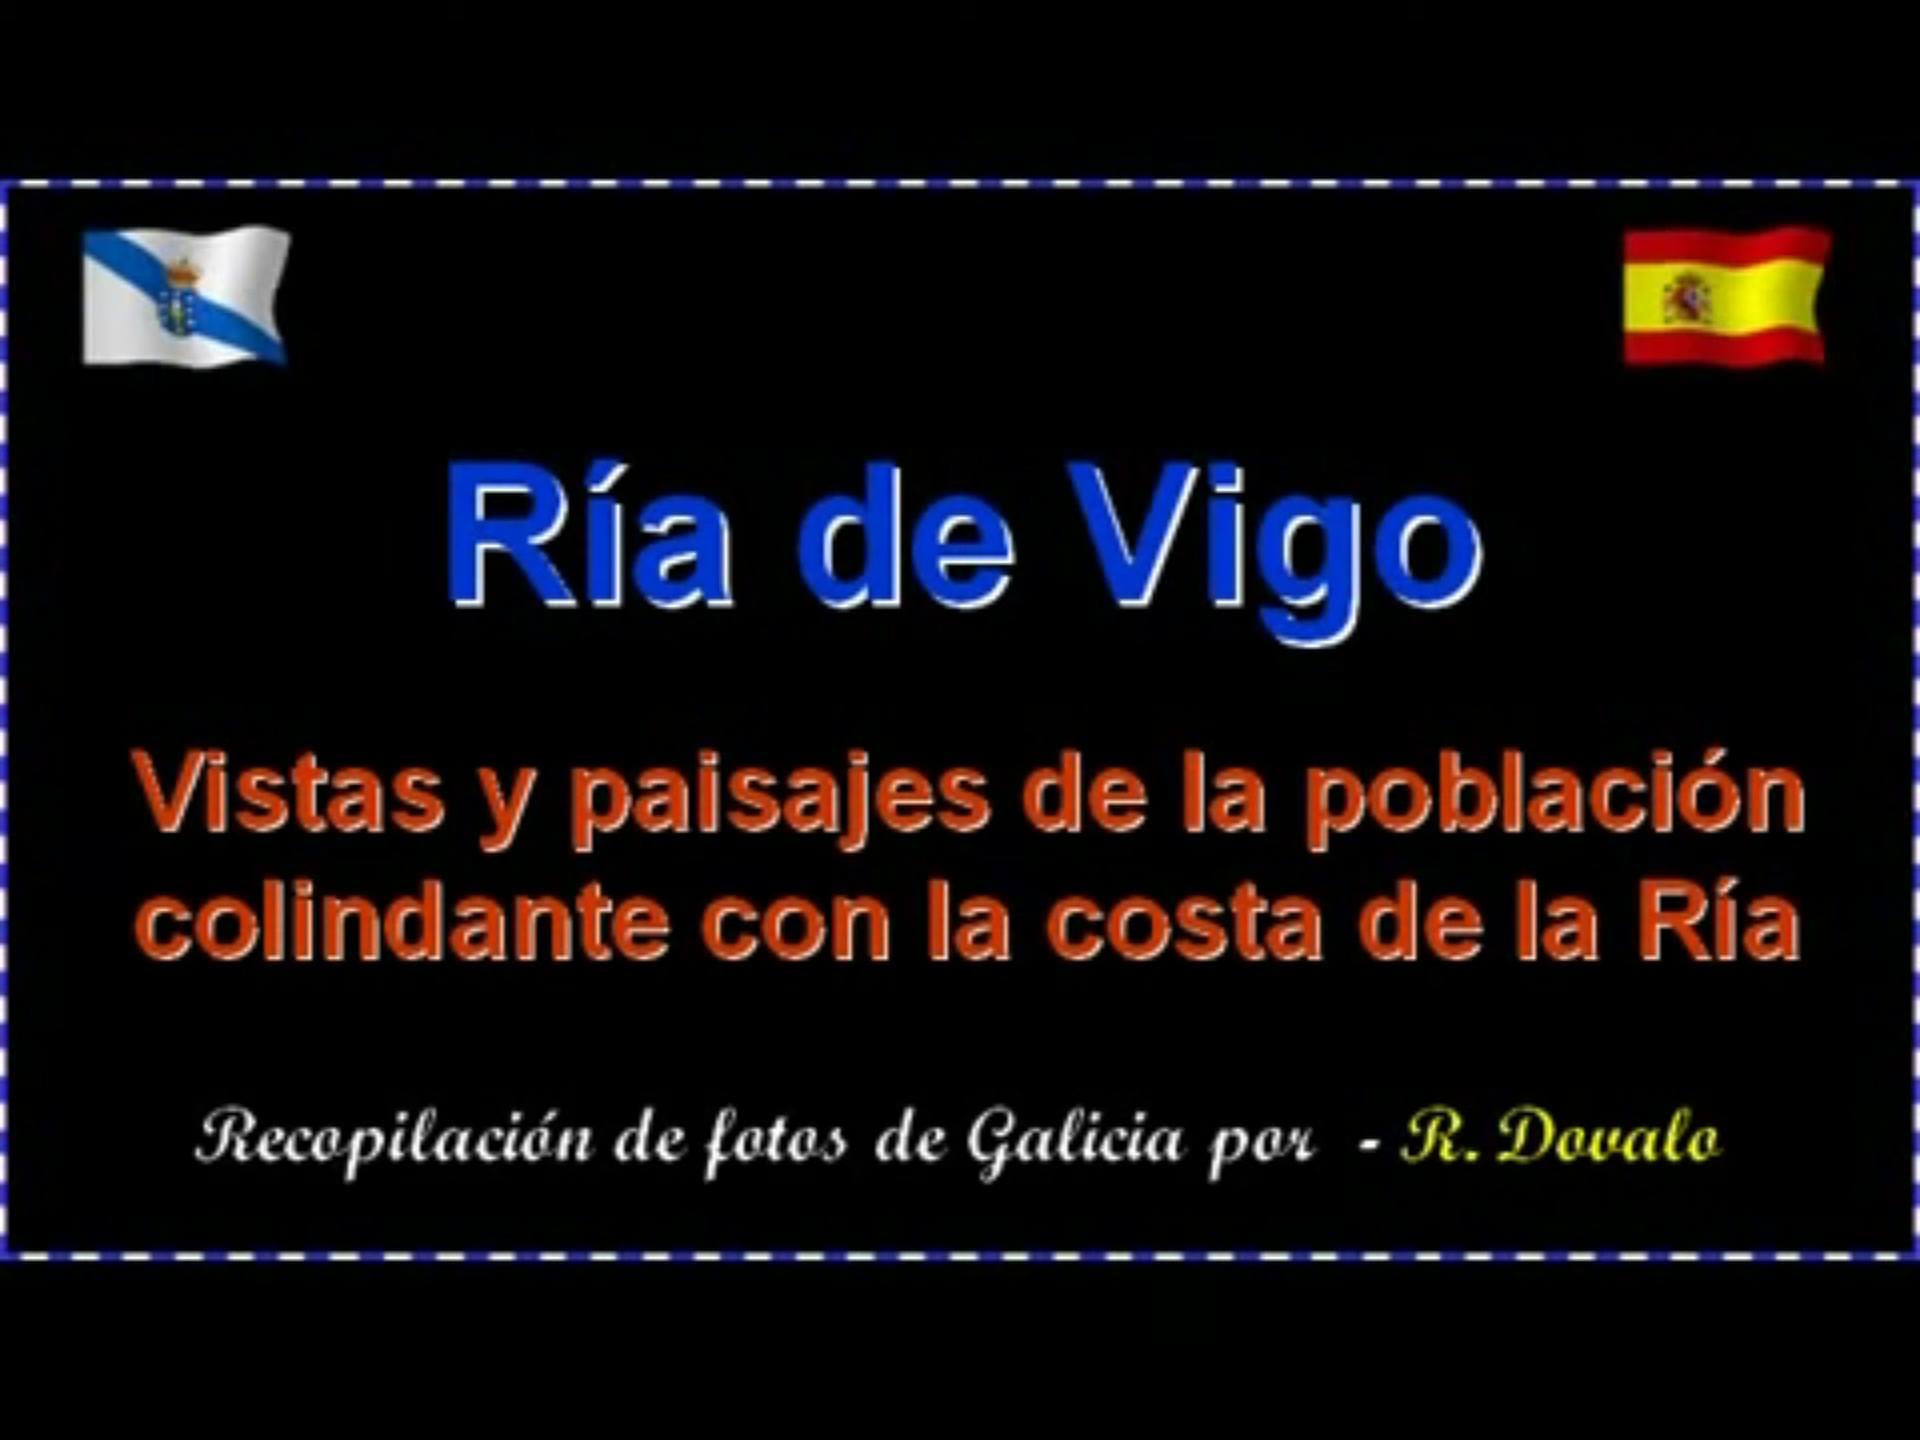 Ría de Vigo
Vistas y paisajes de la población
colindante con la costa de la Ría
Recopilación de fotos de Galicia por - R. Dovalo